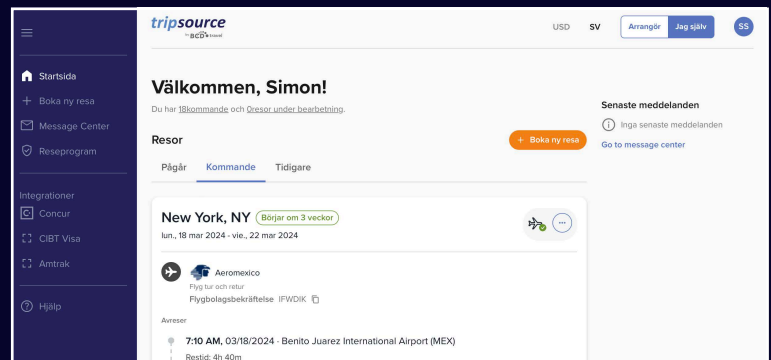 Startsida
Boka ny resa
Message Center
Reseprogram
Integrationer
Concur
CIBT Visa
Amtrak
Hjälp
tripsource
by BCD travel
USD SV Arrangör Jag själv SS
Välkommen, Simon!
Du har 18kommande och 0resor under bearbetning.
Resor
+ Boka ny resa
Pågår Kommande Tidigare
New York, NY Börjar om 3 veckor
lun., 18 mar 2024 - vie., 22 mar 2024
Aeromexico
Flyg tur och retur
Flygbolagsbekräftelse IFWDIK
Avreser
7:10 AM, 03/18/2024 - Benito Juarez International Airport (MEX)
Restid: 4h 40m
Senaste meddelanden
Inga senaste meddelanden
Go to message center